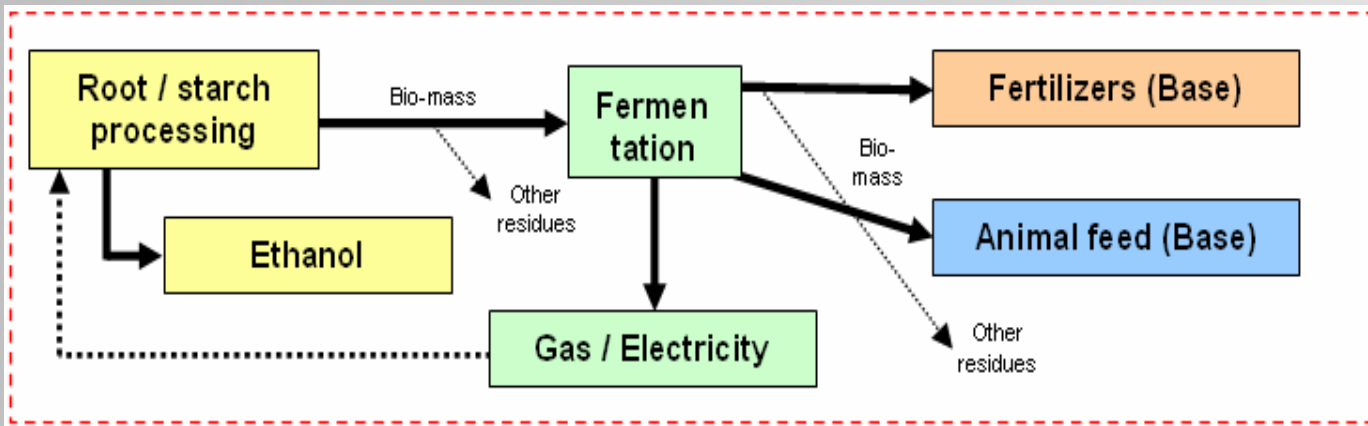 Root / starch
processing
Bio-mass
Fermen
tation
Fertilizers (Base)
Bio-
mass
Other
residues
Animal feed (Base)
Ethanol
Gas / Electricity
Other
residues